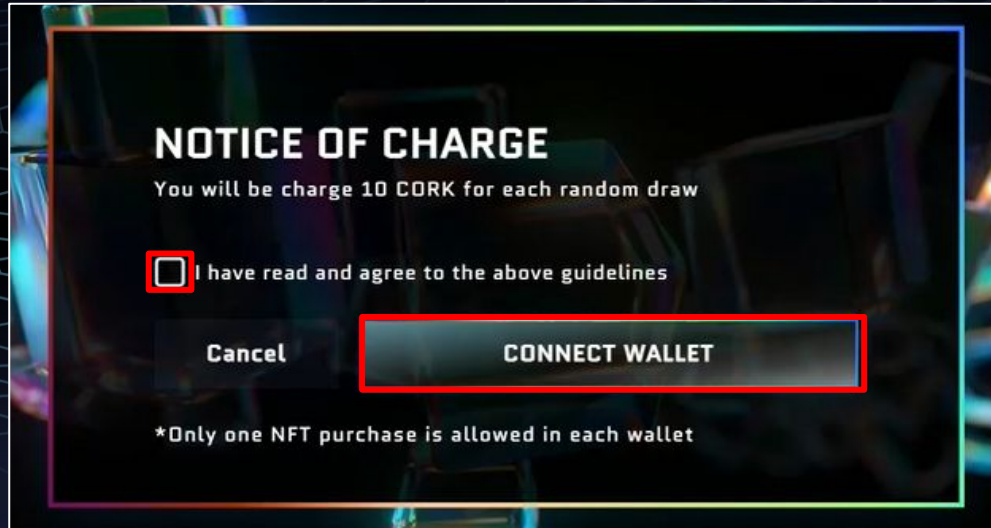 NOTICE OF CHARGE
You will be charge 10 CORK for each random draw
I have read and agree to the above guidelines
Cancel
CONNECT WALLET
*Only one NFT purchase is allowed in each wallet